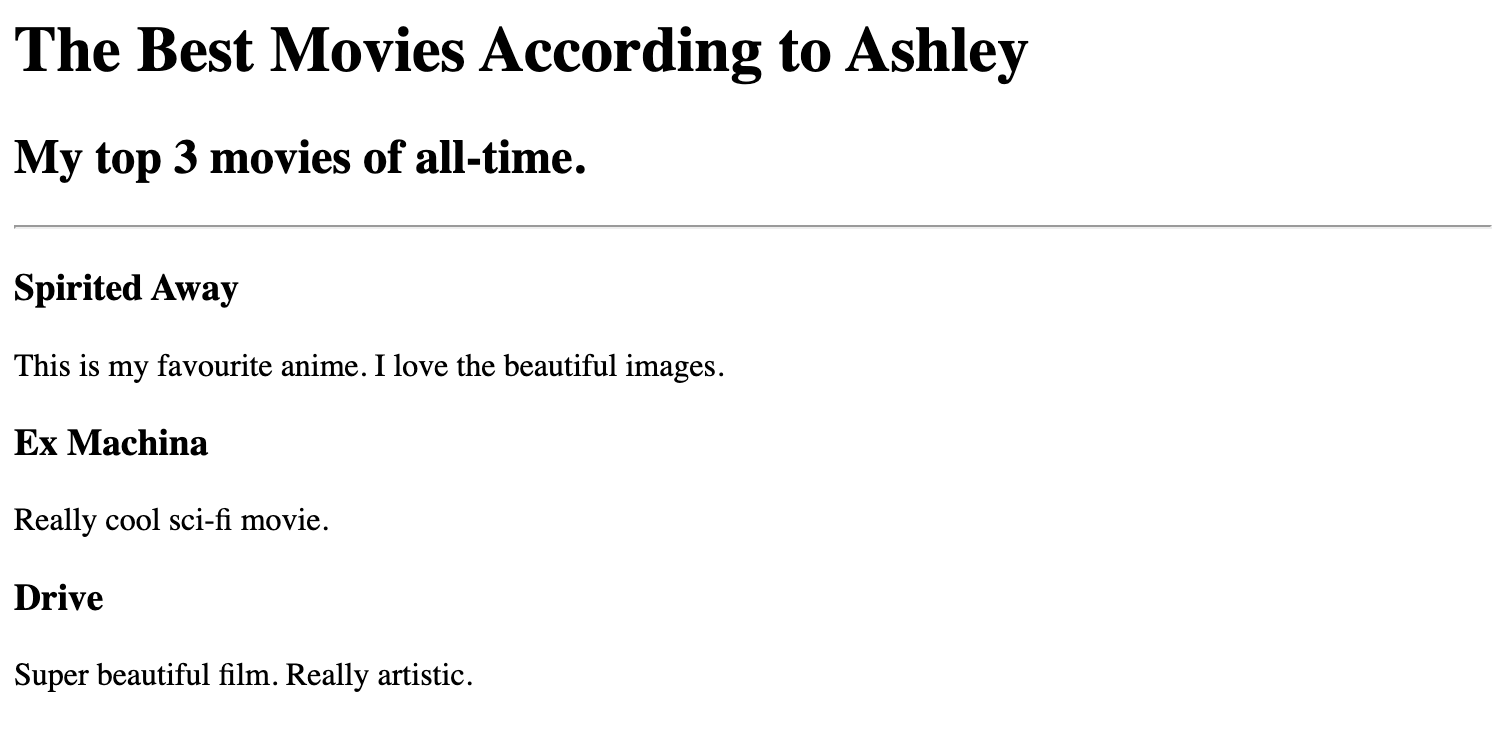 The Best Movies According to Ashley
My top 3 movies of all-time.
Spirited Away
This is my favourite anime. I love the beautiful images.
Ex Machina
Really cool sci-fi movie.
Drive
Super beautiful film. Really artistic.